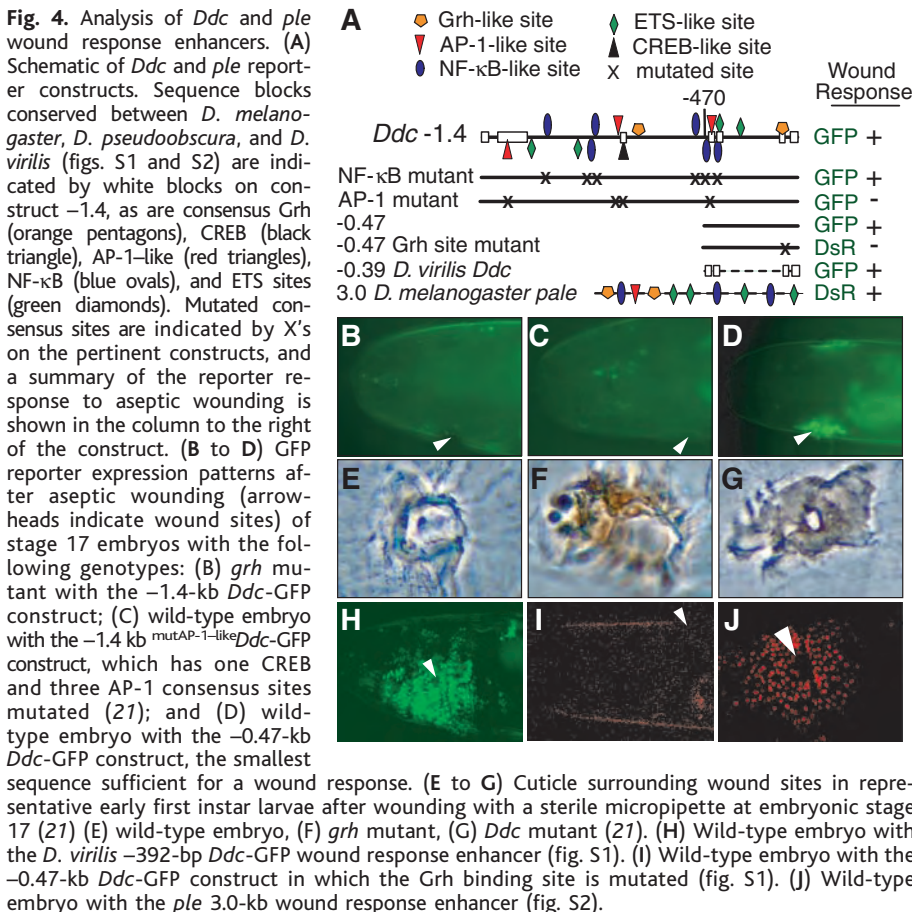 Fig. 4. Analysis of Ddc and ple
wound response enhancers. (A)
Schematic of Ddc and ple report-
er constructs. Sequence blocks
conserved between D. melano-
gaster, D. pseudoobscura, and D.
virilis (figs. S1 and S2) are indi-
cated by white blocks on con-
struct –1.4, as are consensus Grh
(orange pentagons), CREB (black
triangle), AP-1–like (red triangles),
NF-κB (blue ovals), and ETS sites
(green diamonds). Mutated con-
sensus sites are indicated by X's
on the pertinent constructs, and
a summary of the reporter re-
sponse to aseptic wounding is
shown in the column to the right
of the construct. (B to D) GFP
reporter expression patterns af-
ter aseptic wounding (arrow-
heads indicate wound sites) of
stage 17 embryos with the fol-
lowing genotypes: (B) grh mu-
tant with the –1.4-kb Ddc-GFP
construct; (C) wild-type embryo
with the –1.4 kb mutAP-1–likeDdc-GFP
construct, which has one CREB
and three AP-1 consensus sites
mutated (21); and (D) wild-
type embryo with the –0.47-kb
Ddc-GFP construct, the smallest
sequence sufficient for a wound response. (E to G) Cuticle surrounding wound sites in repre-
sentative early first instar larvae after wounding with a sterile micropipette at embryonic stage
17 (21) (E) wild-type embryo, (F) grh mutant, (G) Ddc mutant (21). (H) Wild-type embryo with
the D. virilis –392-bp Ddc-GFP wound response enhancer (fig. S1). (I) Wild-type embryo with the
–0.47-kb Ddc-GFP construct in which the Grh binding site is mutated (fig. S1). (J) Wild-type
embryo with the ple 3.0-kb wound response enhancer (fig. S2).
A
Grh-like site
ETS-like site
AP-1-like site
CREB-like site
NF-κB-like site
x mutated site
Wound
Response
-470
Ddc -1.4 GFP +
NF-κB mutant x xx xxx GFP +
AP-1 mutant x xx x GFP -
-0.47 GFP +
-0.47 Grh site mutant x DsR -
-0.39 D. virilis Ddc GFP +
3.0 D. melanogaster pale DsR +
B C D
E F G
H I J